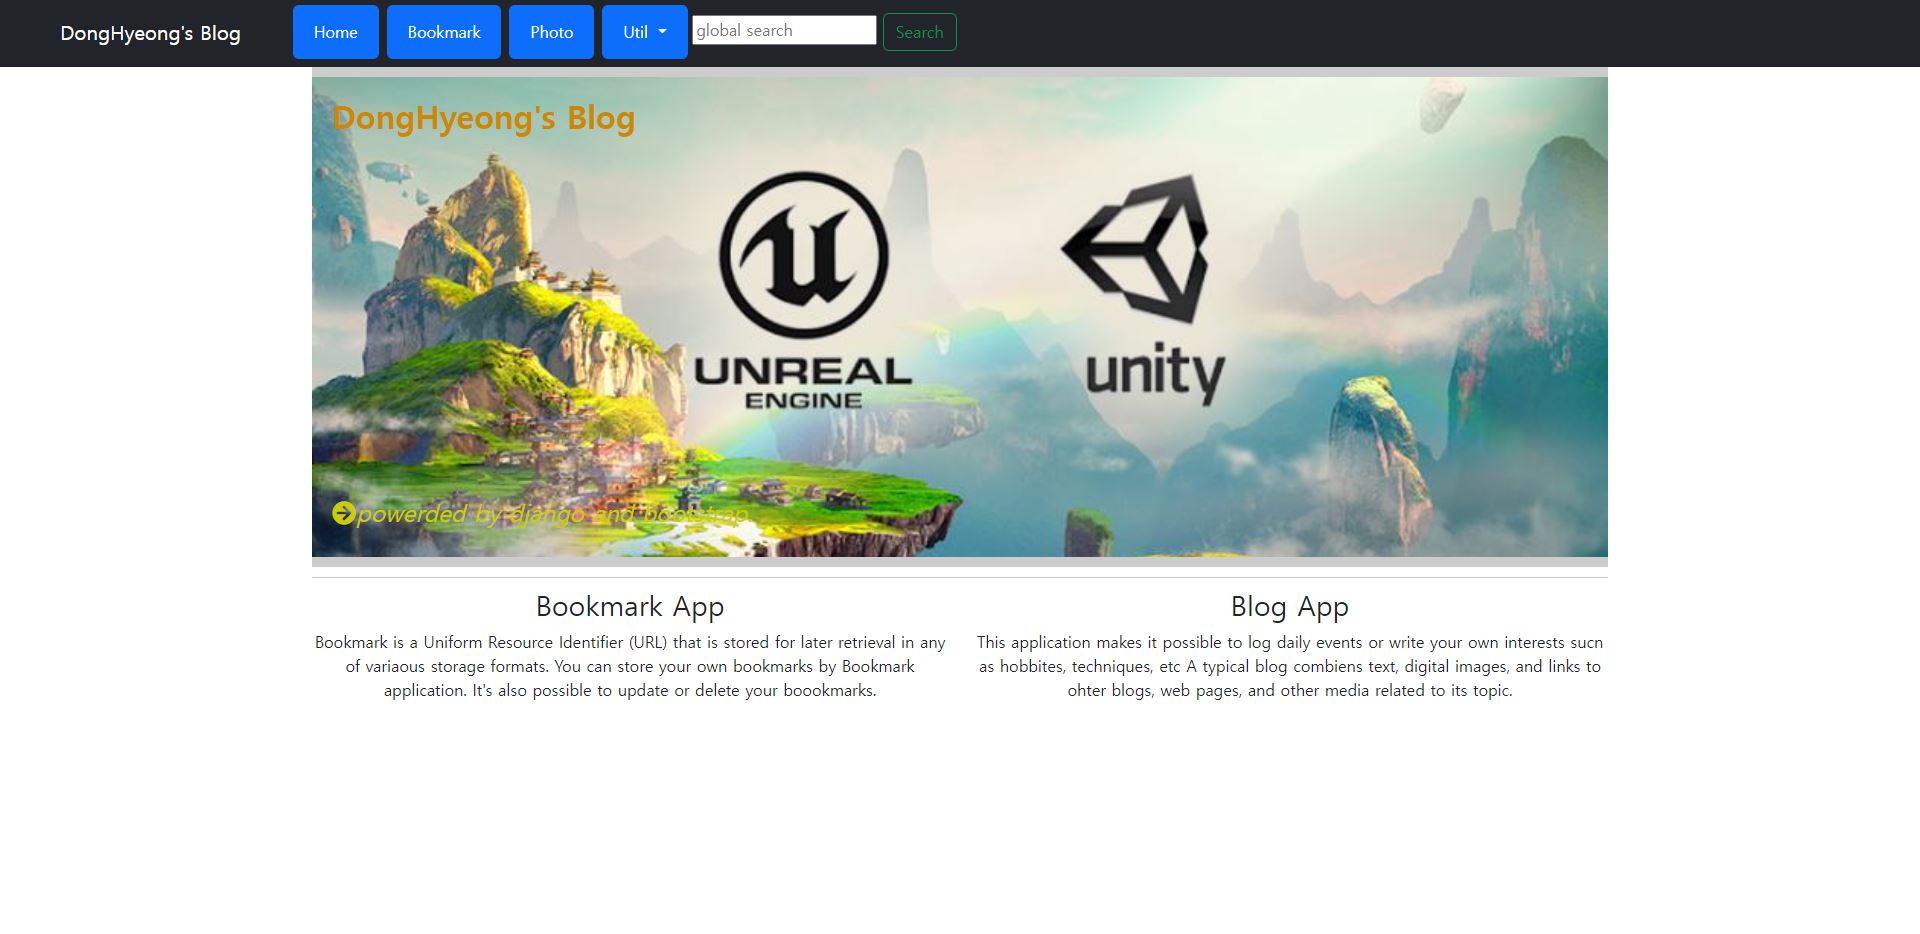 DongHyeong's Blog
Home
Bookmark
Photo
Util
global search
Search
DongHyeong's Blog
UNREAL
ENGINE
unity
powerded by django and bootstrap
Bookmark App
Bookmark is a Uniform Resource Identifier (URL) that is stored for later retrieval in any
of variaous storage formats. You can store your own bookmarks by Bookmark
application. It's also possible to update or delete your boookmarks.
Blog App
This application makes it possible to log daily events or write your own interests sucn
as hobbites, techniques, etc A typical blog combiens text, digital images, and links to
ohter blogs, web pages, and other media related to its topic.